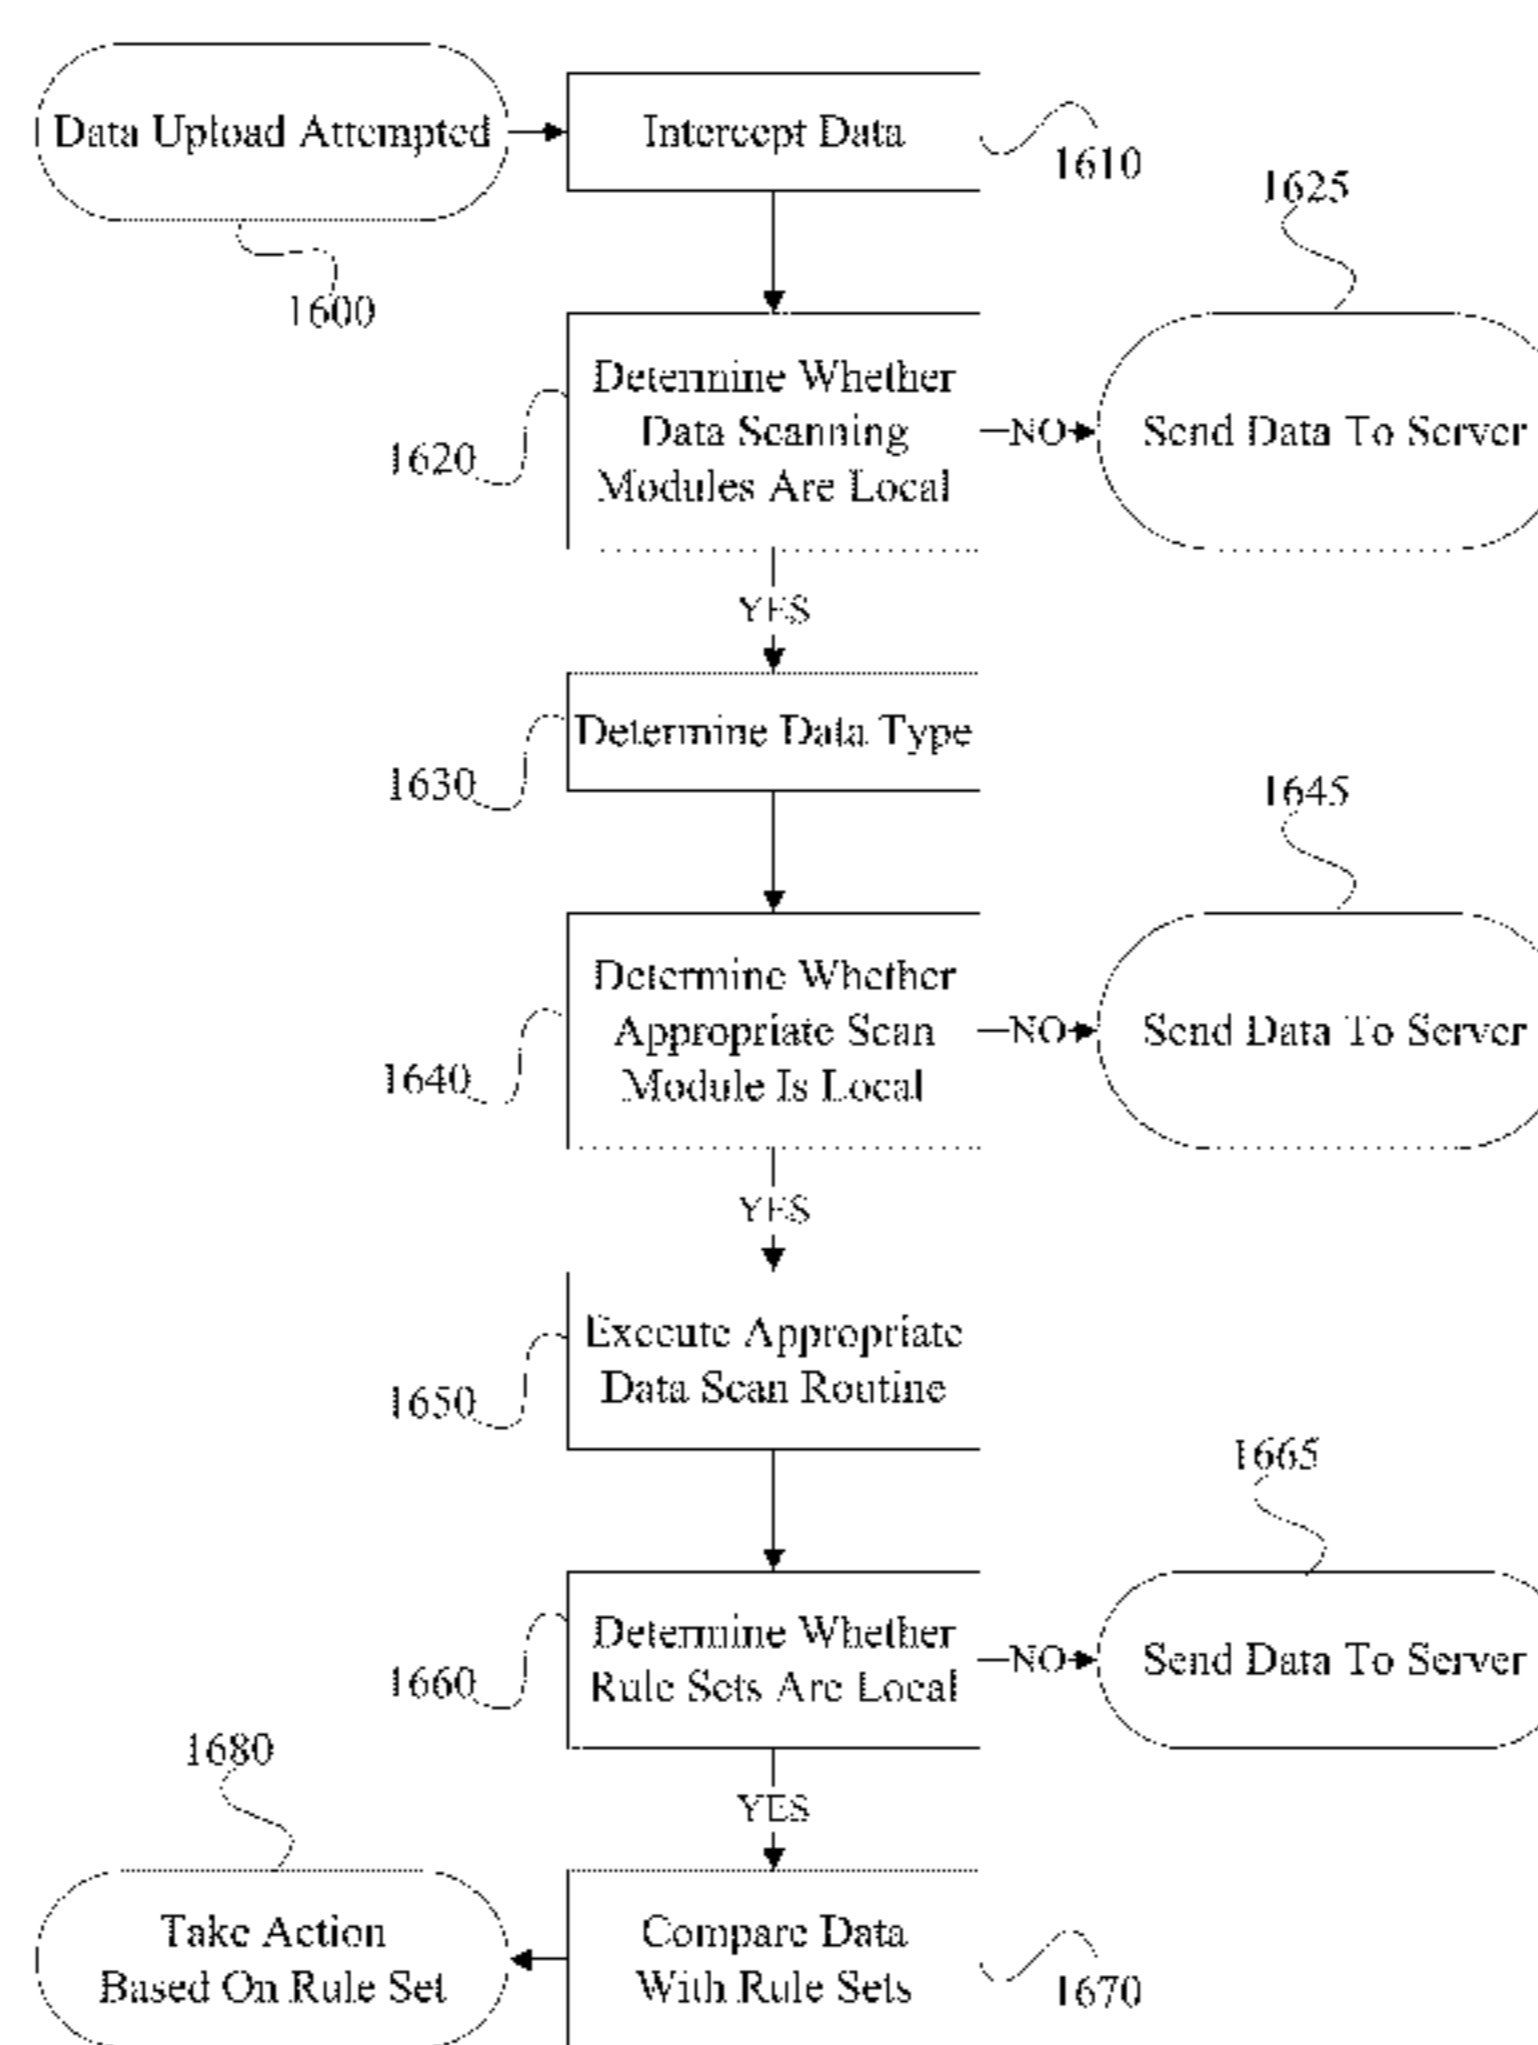 Data Upload Attempted
Intercept Data
1610
1625
1600
Determine Whether
Data Scanning
Modules Are Local
NO
Send Data To Server
1620
YES
Determine Data Type
1630
1645
Determine Whether
Appropriate Scan
Module Is Local
NO
Send Data To Server
1640
YES
Execute Appropriate
Data Scan Routine
1650
1665
Determine Whether
Rule Sets Are Local
NO
Send Data To Server
1660
1680
YES
Take Action
Based On Rule Set
Compare Data
With Rule Sets
1670